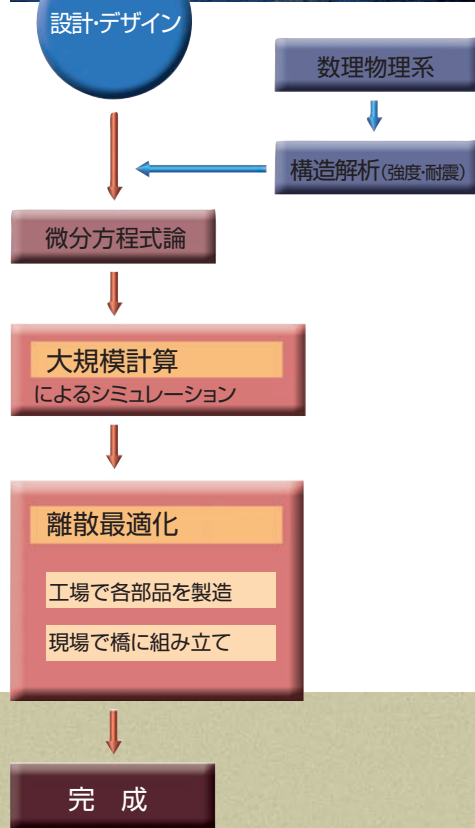 設計・デザイン
数理物理系
構造解析(強度・耐震)
微分方程式論
大規模計算
によるシミュレーション
離散最適化
工場で各部品を製造
現場で橋に組み立て
完 成